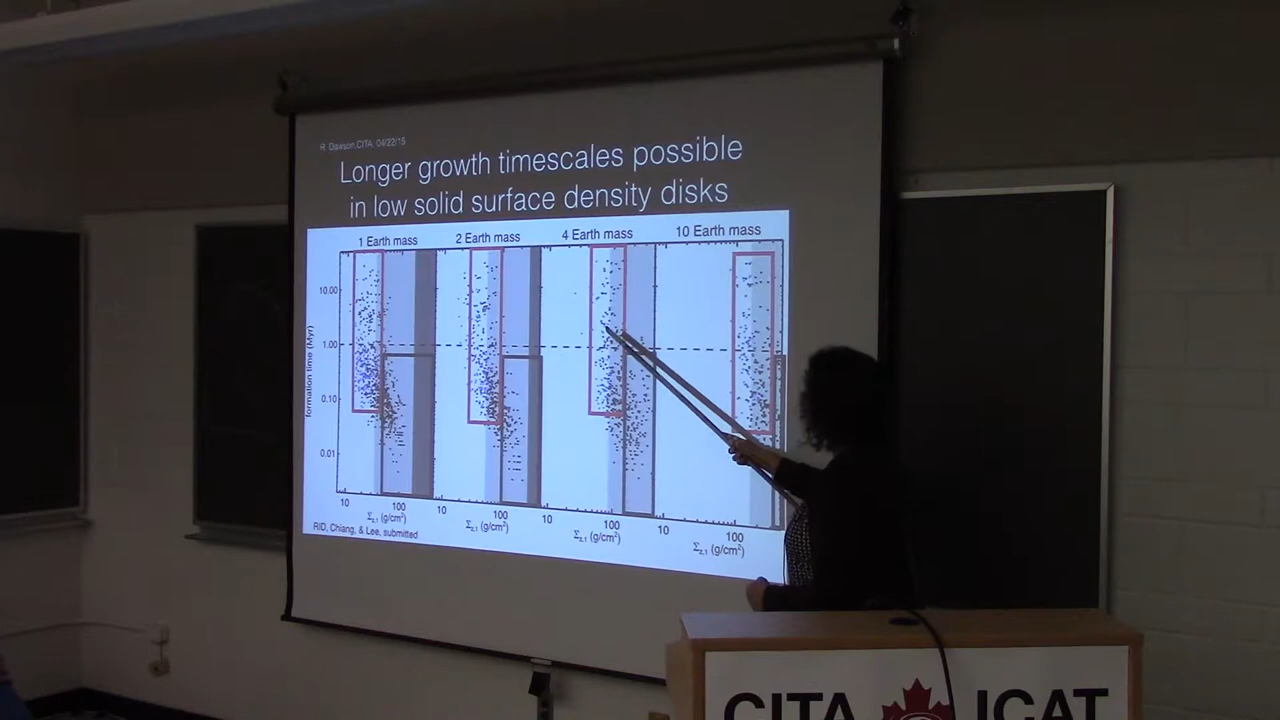 R. Dawson, CITA, 04/22/15
Longer growth timescales possible
in low solid surface density disks
1 Earth mass 2 Earth mass 4 Earth mass 10 Earth mass
10.00
1.00
0.10
0.01
formation time (Myr)
10 100 10 100 10 100 10 100
Σz,1 (g/cm²) Σz,1 (g/cm²) Σz,1 (g/cm²) Σz,1 (g/cm²)
RID, Chiang, & Lee, submitted
CITA ICAT